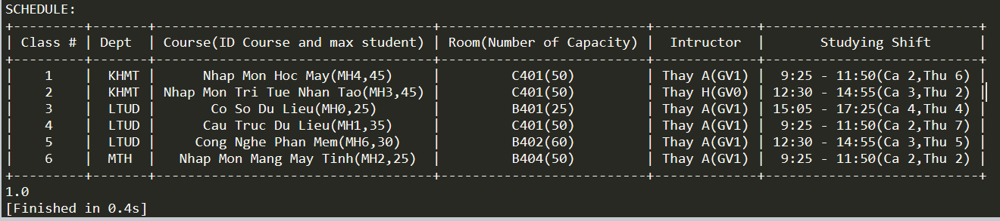 SCHEDULE:
+---------+-------+-----------------------------------+--------------------------+-------------+---------------------------+
| Class # | Dept  | Course(ID Course and max student) | Room(Number of Capacity) |  Intructor  |       Studying Shift      |
+---------+-------+-----------------------------------+--------------------------+-------------+---------------------------+
|    1    |  KHMT |      Nhap Mon Hoc May(MH4,45)     |         C401(50)         | Thay A(GV1) |  9:25 - 11:50(Ca 2,Thu 6) |
|    2    |  KHMT | Nhap Mon Tri Tue Nhan Tao(MH3,45) |         C401(50)         | Thay H(GV0) | 12:30 - 14:55(Ca 3,Thu 2) |
|    3    |  LTUD |       Co So Du Lieu(MH0,25)       |         B401(25)         | Thay A(GV1) | 15:05 - 17:25(Ca 4,Thu 4) |
|    4    |  LTUD |      Cau Truc Du Lieu(MH1,35)     |         C401(50)         | Thay A(GV1) |  9:25 - 11:50(Ca 2,Thu 7) |
|    5    |  LTUD |     Cong Nghe Phan Mem(MH6,30)    |         B402(60)         | Thay A(GV1) | 12:30 - 14:55(Ca 3,Thu 5) |
|    6    |  MTH  |   Nhap Mon Mang May Tinh(MH2,25)  |         B404(50)         | Thay A(GV1) |  9:25 - 11:50(Ca 2,Thu 2) |
+---------+-------+-----------------------------------+--------------------------+-------------+---------------------------+
1.0
[Finished in 0.4s]